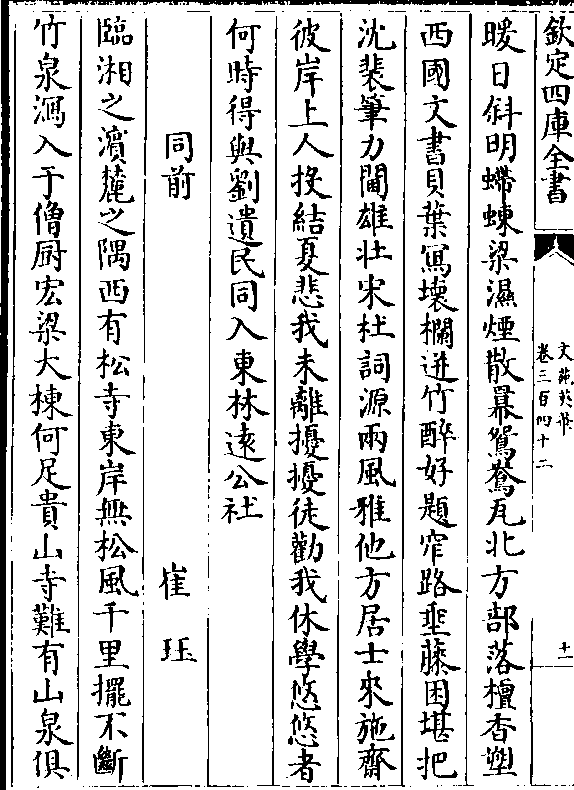 欽定四庫全書
文苑英華
卷三百四十二
十一
暖日斜明螮蝀梁濕煙散羃鴛鴦瓦北方部落檀香塑
西國文書貝葉寫壞欄迸竹醉好題窄路垂藤困堪把
沈裴筆力鬬雄壯宋杜詞源兩風雅他方居士來施齋
彼岸上人投結夏悲我未離擾擾徒勸我休學悠悠者
何時得與劉遺民同入東林遠公社
同前 崔珏
臨湘之濱麓之隅西有松寺東岸無松風千里擺不斷
竹泉瀉入于僧厨宏梁大棟何足貴山寺難有山泉俱